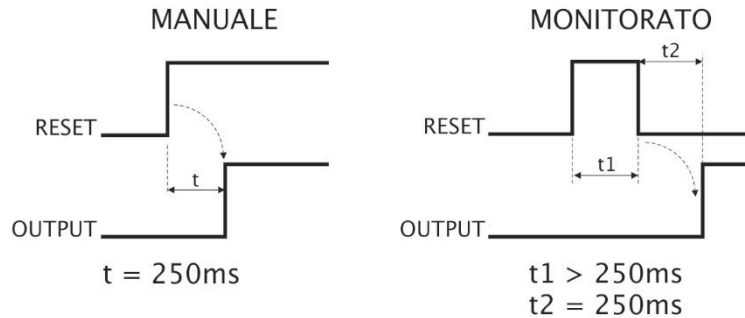 MANUALE
RESET
t
OUTPUT
t = 250ms
MONITORATO
t2
RESET
t1
OUTPUT
t1 > 250ms
t2 = 250ms